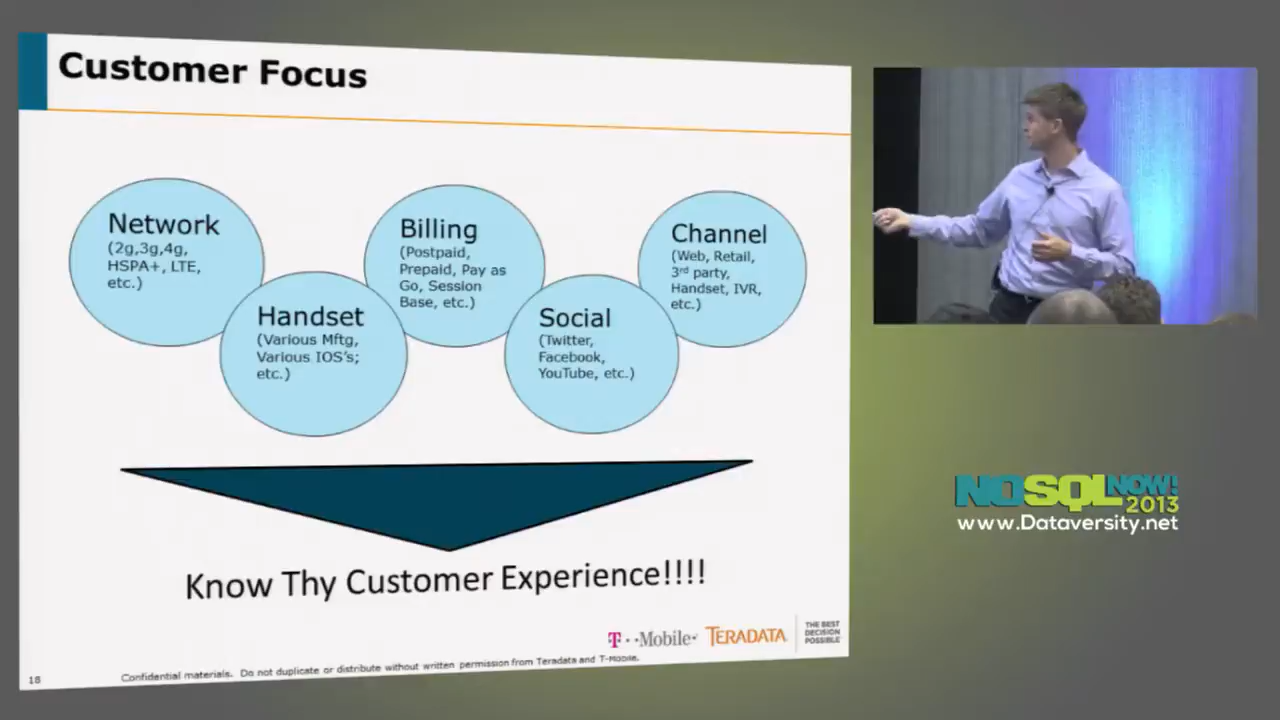 Customer Focus
Network
(2g,3g,4g,
HSPA+, LTE,
etc.)
Handset
(Various Mftg,
Various IOS's;
etc.)
Billing
(Postpaid,
Prepaid, Pay as
Go, Session
Base, etc.)
Social
(Twitter,
Facebook,
YouTube, etc.)
Channel
(Web, Retail,
3rd party,
Handset, IVR,
etc.)
Know Thy Customer Experience!!!!
T··Mobile·
TERADATA
THE BEST
DECISION
POSSIBLE
18
Confidential materials. Do not duplicate or distribute without written permission from Teradata and T-Mobile.
NOSQL NOW!
2013
www.Dataversity.net